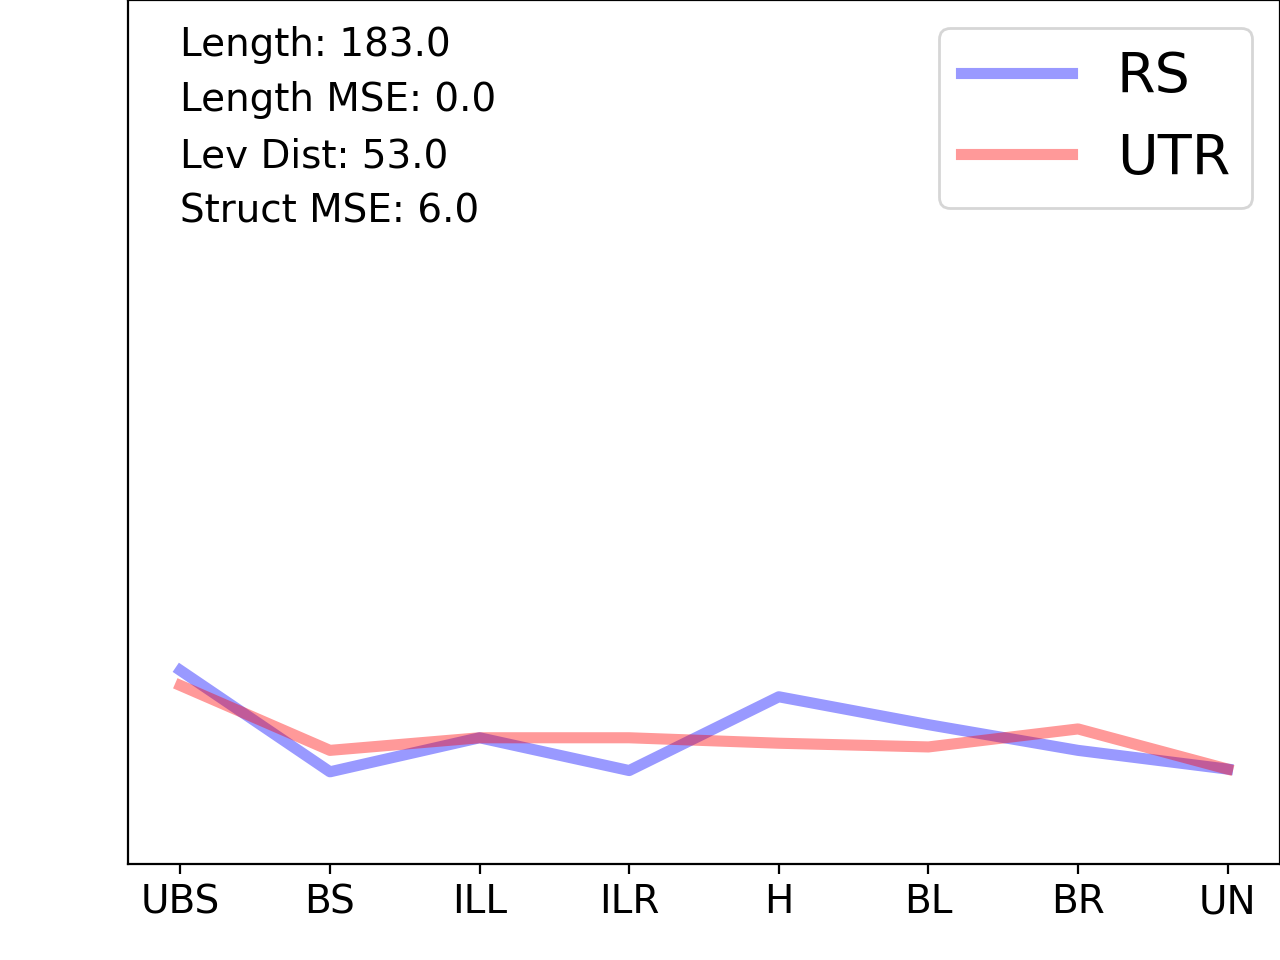 Length: 183.0
Length MSE: 0.0
Lev Dist: 53.0
Struct MSE: 6.0
RS
UTR
UBS BS ILL ILR H BL BR UN